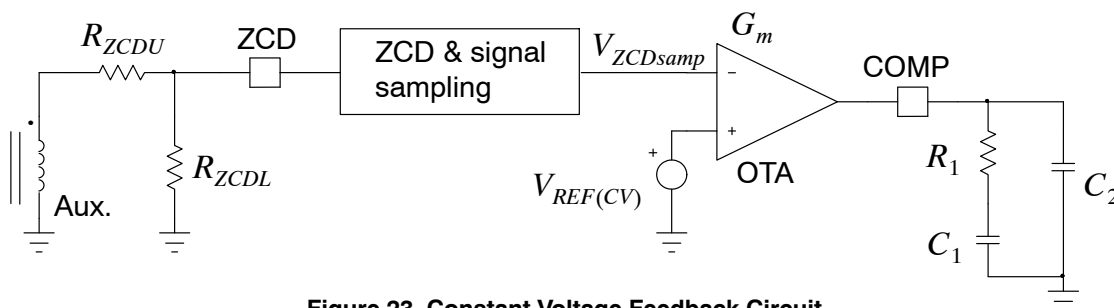 R_ZCDU
ZCD
ZCD & signal
sampling
V_ZCDsamp
G_m
COMP
R_ZCDL
Aux.
V_REF(CV)
+
−
+
OTA
R_1
C_1
C_2
Figure 23. Constant Voltage Feedback Circuit